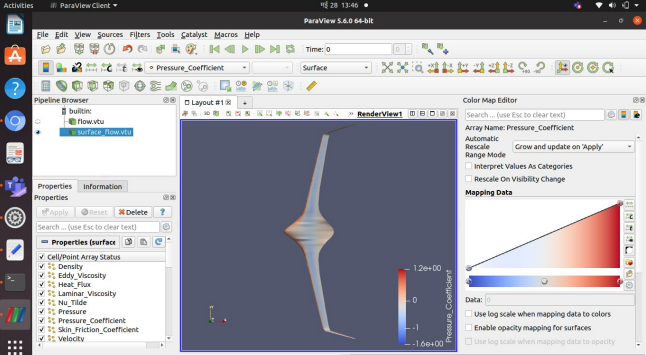 Activities
ParaView Client
28 13:46
ParaView 5.6.0 64-bit
File Edit View Sources Filters Tools Catalyst Macros Help
Time: 0
0
Pressure_Coefficient
Surface
Pipeline Browser
builtin:
flow.vtu
surface_flow.vtu
Properties Information
Properties
Apply Reset Delete ?
Search ... (use Esc to clear text)
Properties (surfac
Cell/Point Array Status
Density
Eddy_Viscosity
Heat_Flux
Laminar_Viscosity
Nu_Tilde
Pressure
Pressure_Coefficient
Skin_Friction_Coefficient
Velocity
Layout #1
+
3D
RenderView1
1.2e+00
0
-1
-1.6e+00
Pressure_Coefficient
Color Map Editor
Search ... (use Esc to clear text)
Array Name: Pressure_Coefficient
Automatic
Rescale
Range Mode
Grow and update on 'Apply'
Interpret Values As Categories
Rescale On Visibility Change
Mapping Data
Data: 0
Use log scale when mapping data to colors
Enable opacity mapping for surfaces
Use log scale when mapping data to opacity